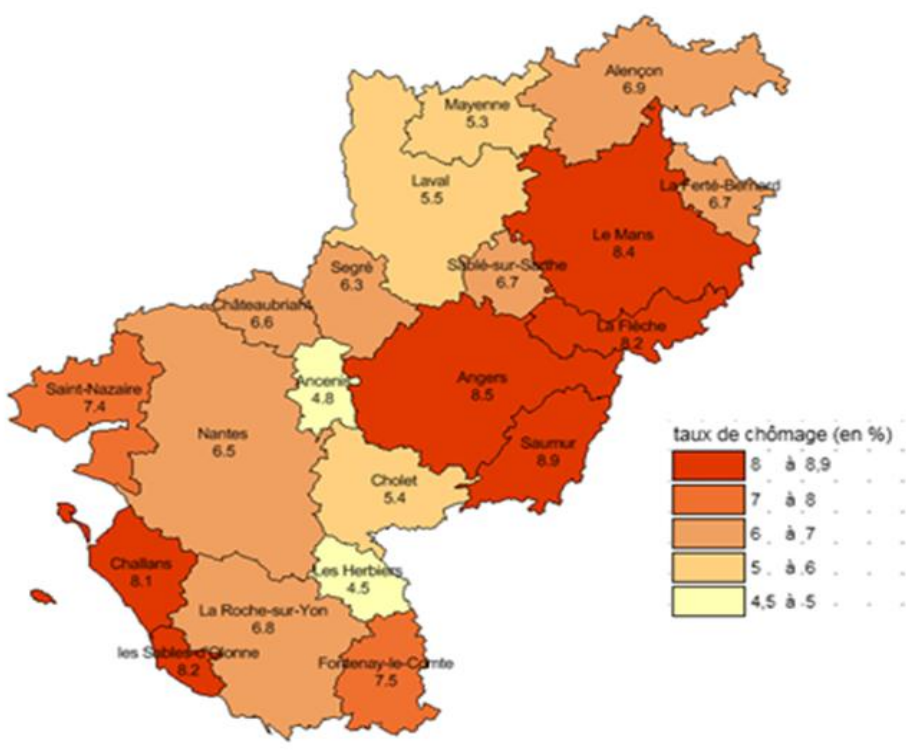 Alençon
6.9
Mayenne
5.3
La Ferté-Bernard
6.7
Laval
5.5
Le Mans
8.4
Segré
6.3
Sablé-sur-Sarthe
6.7
Châteaubriant
6.6
La Flèche
8.2
Ancenis
4.8
Angers
8.5
Saint-Nazaire
7.4
Nantes
6.5
Saumur
8.9
Cholet
5.4
Challans
8.1
Les Herbiers
4.5
La Roche-sur-Yon
6.8
les Sables-d'Olonne
8.2
Fontenay-le-Comte
7.5
taux de chômage (en %)
8 à 8,9
7 à 8
6 à 7
5 à 6
4,5 à 5